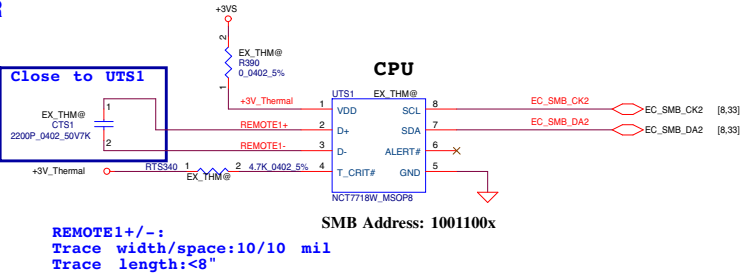 +3VS
2
EX_THM@
R390
0_0402_5%
1
CPU
Close to UTS1
UTS1
EX_THM@
EX_THM@
CTS1
2200P_0402_50V7K
1
2
+3V_Thermal
1
VDD
SCL
8
EC_SMB_CK2
EC_SMB_CK2
[8,33]
REMOTE1+
2
D+
SDA
7
EC_SMB_DA2
EC_SMB_DA2
[8,33]
REMOTE1-
3
D-
ALERT#
6
+3V_Thermal
RTS340
1
2
4.7K_0402_5%
EX_THM@
4
T_CRIT#
GND
5
NCT7718W_MSOP8
SMB Address: 1001100x
REMOTE1+/-:
Trace width/space:10/10 mil
Trace length:<8"